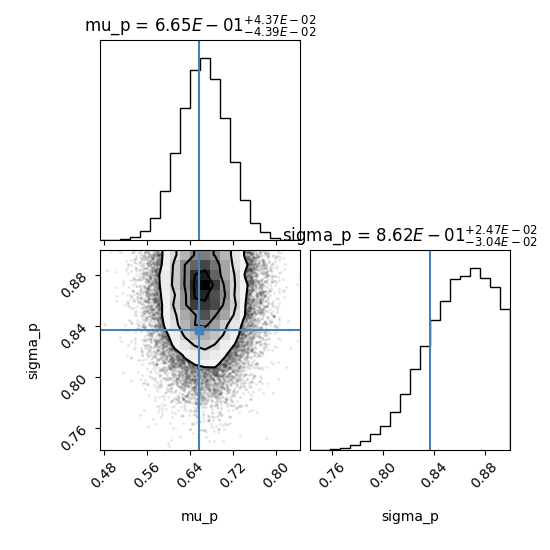 mu_p = 6.65E − 01+4.37E−02 −4.39E−02
sigma_p = 8.62E − 01+2.47E−02 −3.04E−02
sigma_p
0.88
0.84
0.80
0.76
0.48 0.56 0.64 0.72 0.80
0.76 0.80 0.84 0.88
mu_p
sigma_p